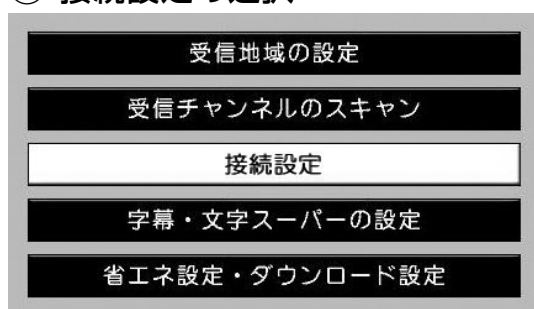 接続設定の選択
受信地域の設定
受信チャンネルのスキャン
接続設定
字幕・文字スーパーの設定
省エネ設定・ダウンロード設定